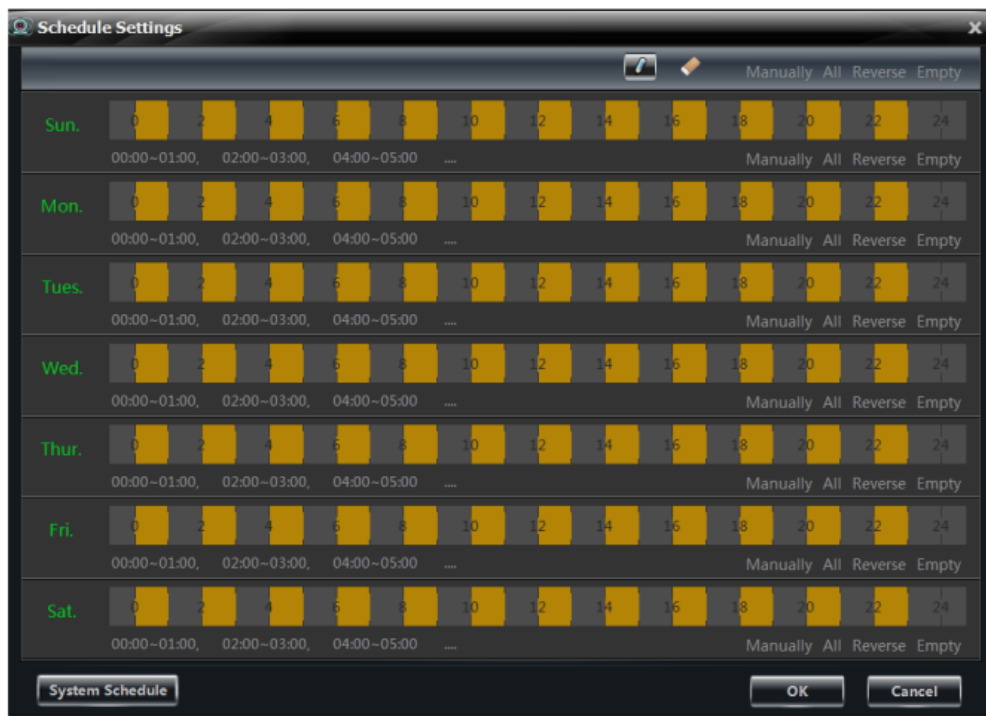 Schedule Settings
Manually All Reverse Empty
Sun. 0 2 4 6 8 10 12 14 16 18 20 22 24
00:00~01:00, 02:00~03:00, 04:00~05:00 .... Manually All Reverse Empty
Mon. 0 2 4 6 8 10 12 14 16 18 20 22 24
00:00~01:00, 02:00~03:00, 04:00~05:00 .... Manually All Reverse Empty
Tues. 0 2 4 6 8 10 12 14 16 18 20 22 24
00:00~01:00, 02:00~03:00, 04:00~05:00 .... Manually All Reverse Empty
Wed. 0 2 4 6 8 10 12 14 16 18 20 22 24
00:00~01:00, 02:00~03:00, 04:00~05:00 .... Manually All Reverse Empty
Thur. 0 2 4 6 8 10 12 14 16 18 20 22 24
00:00~01:00, 02:00~03:00, 04:00~05:00 .... Manually All Reverse Empty
Fri. 0 2 4 6 8 10 12 14 16 18 20 22 24
00:00~01:00, 02:00~03:00, 04:00~05:00 .... Manually All Reverse Empty
Sat. 0 2 4 6 8 10 12 14 16 18 20 22 24
00:00~01:00, 02:00~03:00, 04:00~05:00 .... Manually All Reverse Empty
System Schedule OK Cancel